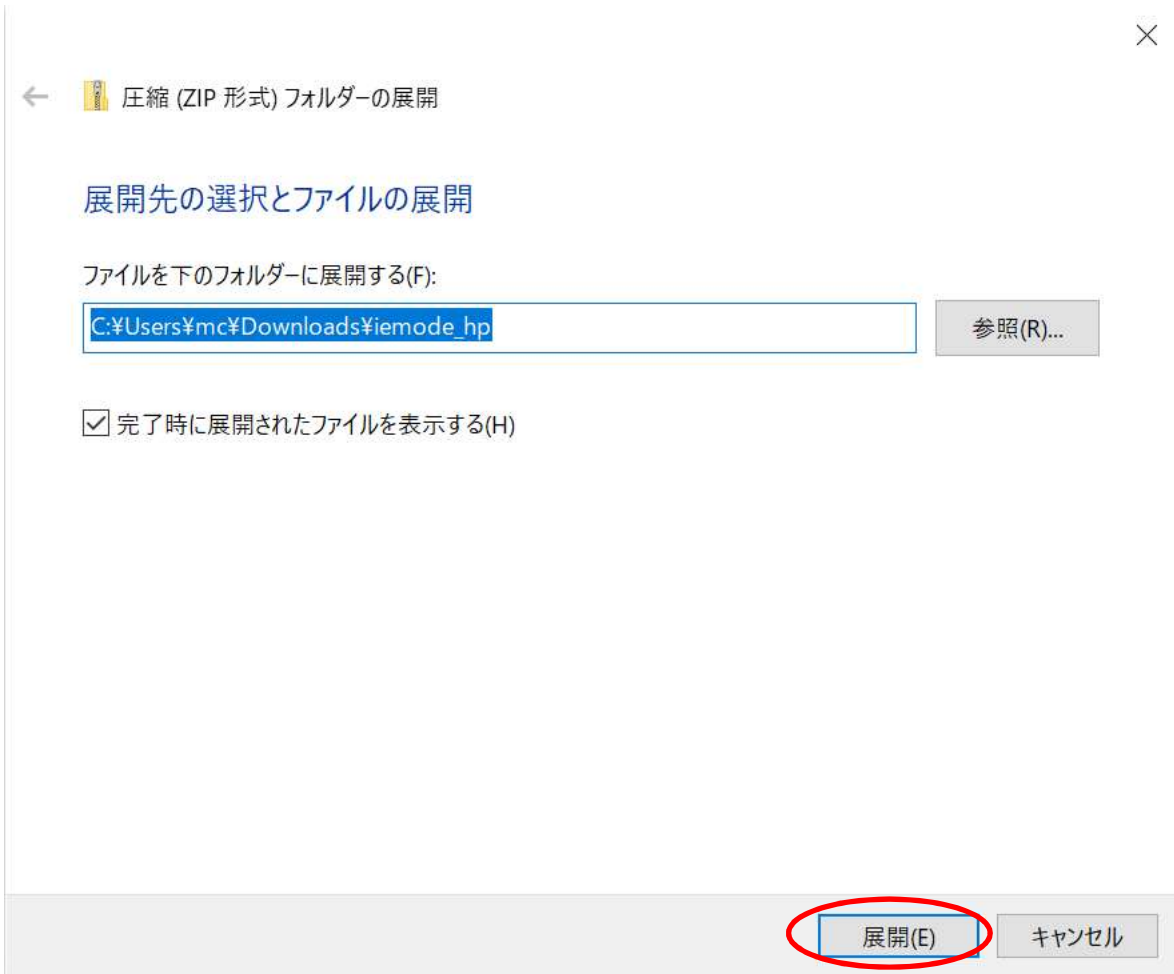 圧縮 (ZIP 形式) フォルダーの展開
展開先の選択とファイルの展開
ファイルを下のフォルダーに展開する(F):
C:¥Users¥mc¥Downloads¥iemode_hp
参照(R)...
完了時に展開されたファイルを表示する(H)
展開(E)
キャンセル